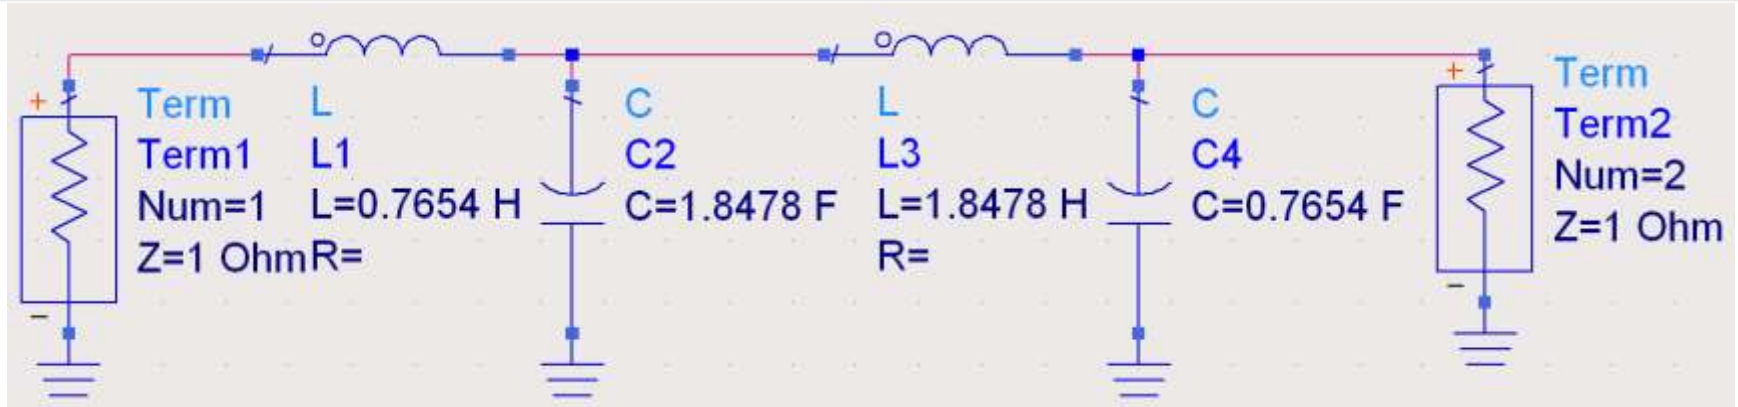 +
Term
Term1
Num=1
Z=1 Ohm
−
L
L1
L=0.7654 H
R=
C
C2
C=1.8478 F
L
L3
L=1.8478 H
R=
C
C4
C=0.7654 F
+
Term
Term2
Num=2
Z=1 Ohm
−